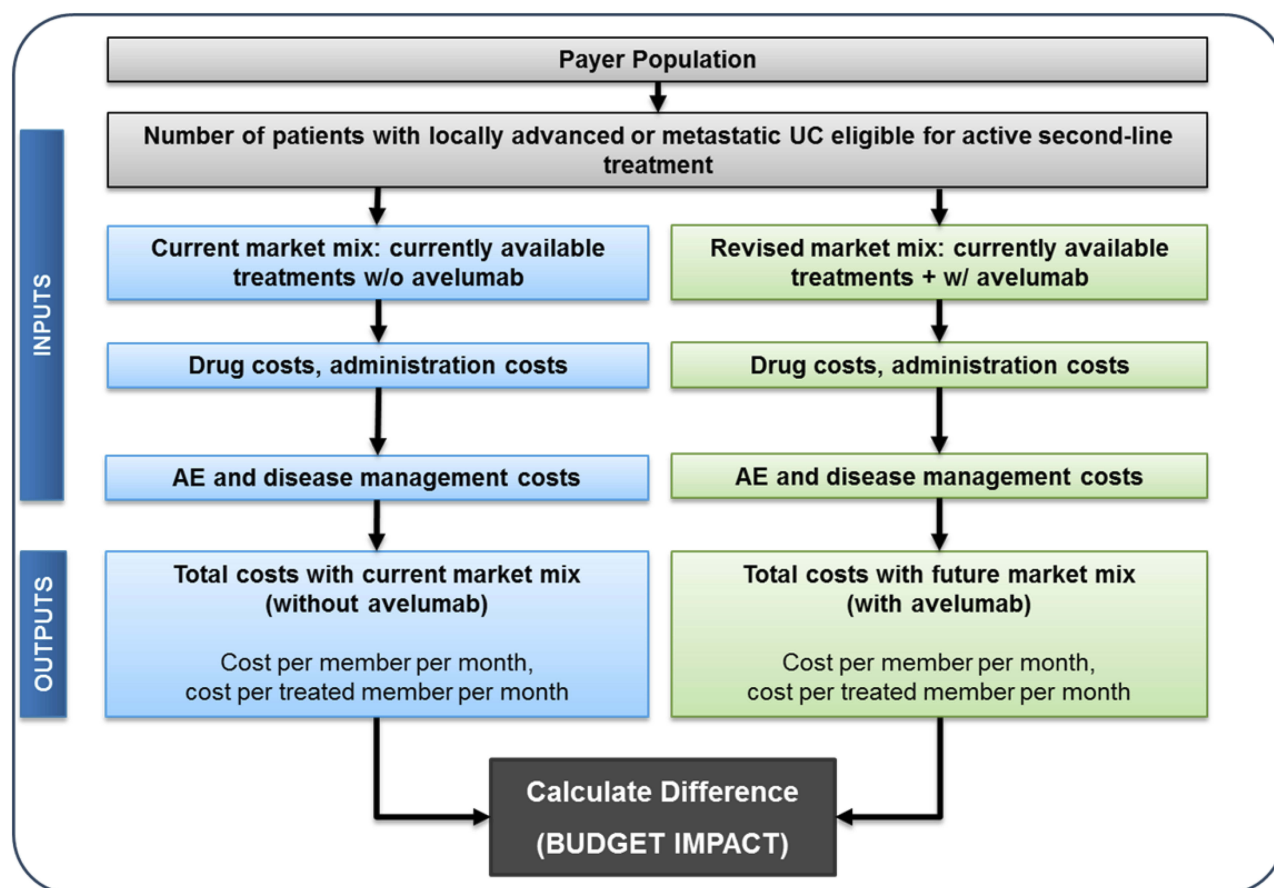 Payer Population
Number of patients with locally advanced or metastatic UC eligible for active second-line
treatment
INPUTS
Current market mix: currently available
treatments w/o avelumab
Revised market mix: currently available
treatments + w/ avelumab
Drug costs, administration costs
Drug costs, administration costs
AE and disease management costs
AE and disease management costs
OUTPUTS
Total costs with current market mix
(without avelumab)
Cost per member per month,
cost per treated member per month
Total costs with future market mix
(with avelumab)
Cost per member per month,
cost per treated member per month
Calculate Difference
(BUDGET IMPACT)